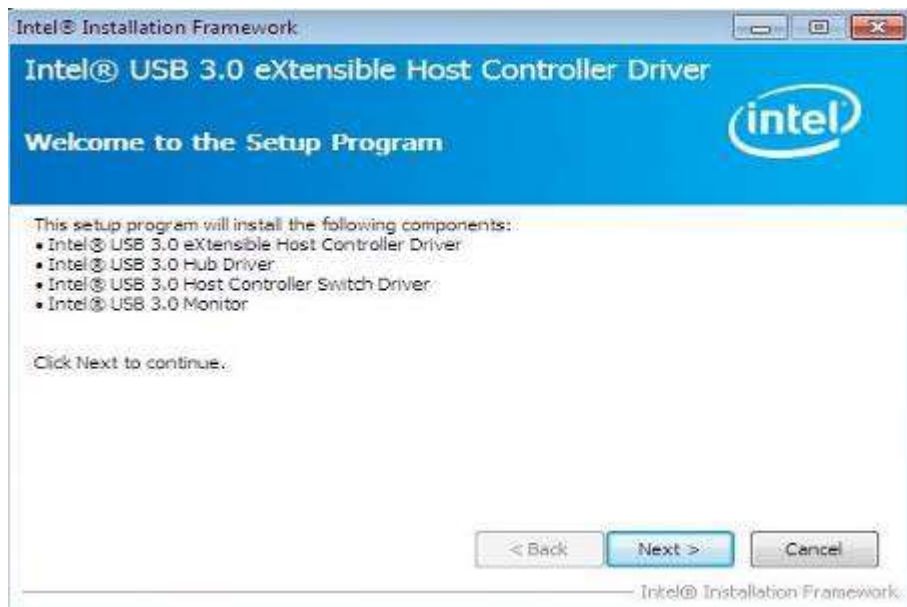 Intel® Installation Framework
Intel® USB 3.0 eXtensible Host Controller Driver
intel
Welcome to the Setup Program
This setup program will install the following components:
• Intel® USB 3.0 eXtensible Host Controller Driver
• Intel® USB 3.0 Hub Driver
• Intel® USB 3.0 Host Controller Switch Driver
• Intel® USB 3.0 Monitor
Click Next to continue.
< Back Next > Cancel
Intel® Installation Framework